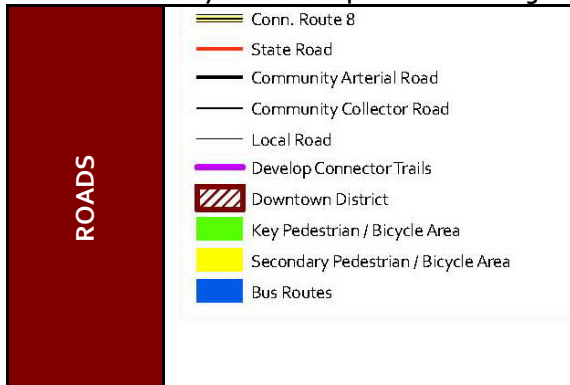 ROADS
Conn. Route 8
State Road
Community Arterial Road
Community Collector Road
Local Road
Develop Connector Trails
Downtown District
Key Pedestrian / Bicycle Area
Secondary Pedestrian / Bicycle Area
Bus Routes